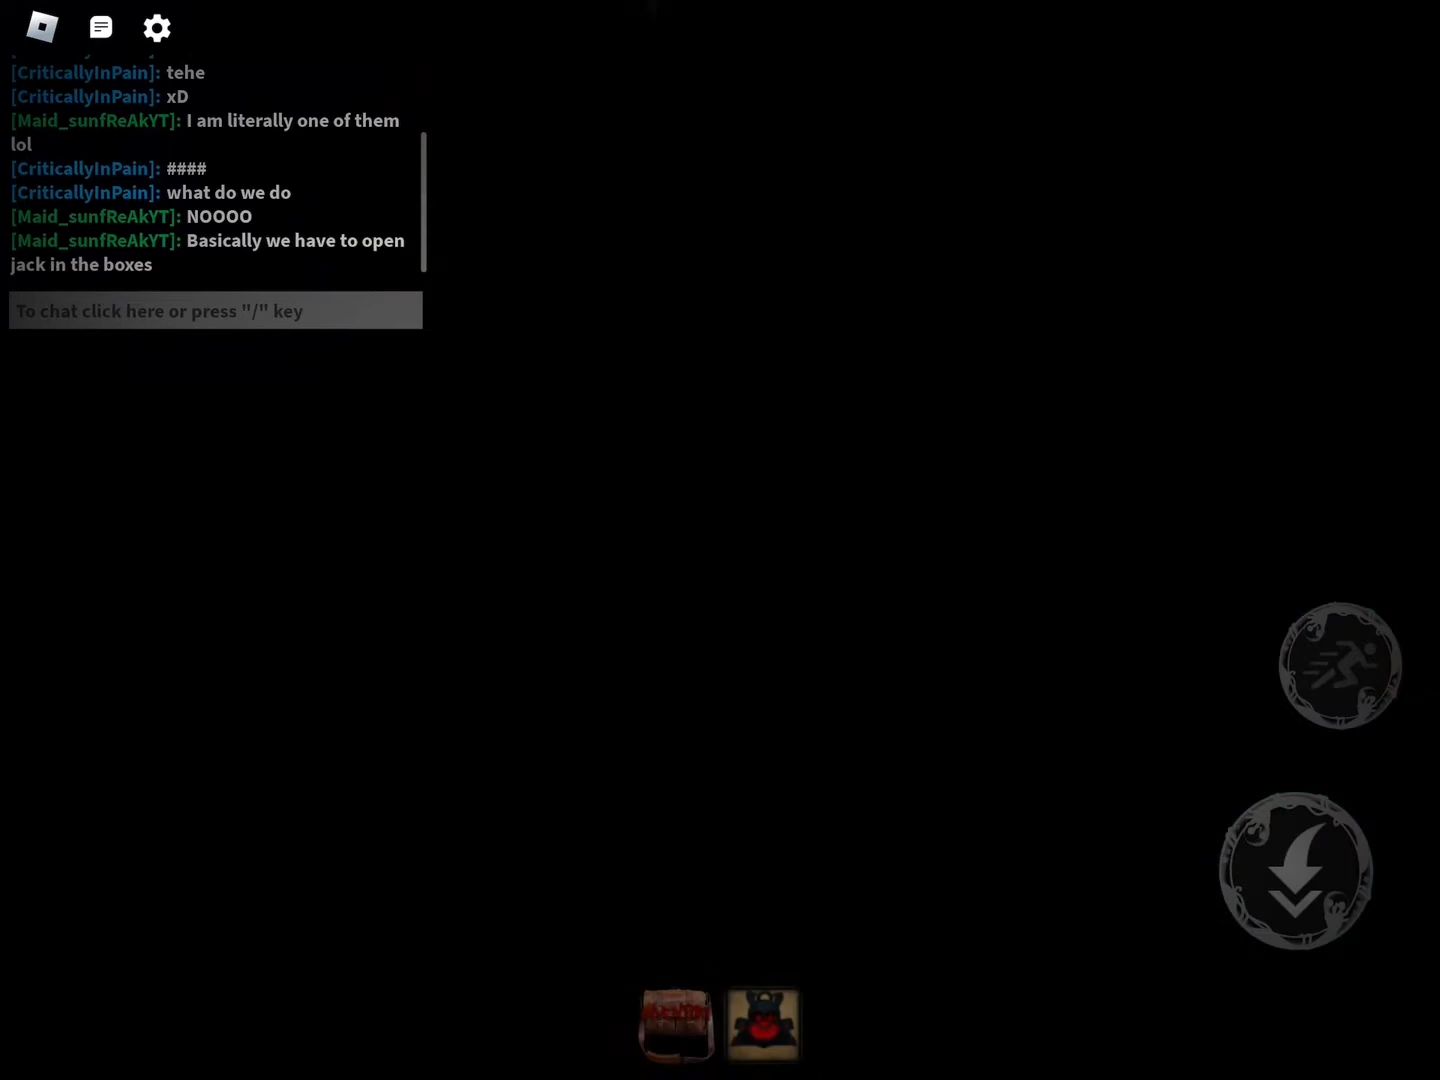 [CriticallyInPain]: tehe
[CriticallyInPain]: xD
[Maid_sunfReAkYT]: I am literally one of them
lol
[CriticallyInPain]: ####
[CriticallyInPain]: what do we do
[Maid_sunfReAkYT]: NOOOO
[Maid_sunfReAkYT]: Basically we have to open
jack in the boxes
To chat click here or press "/" key